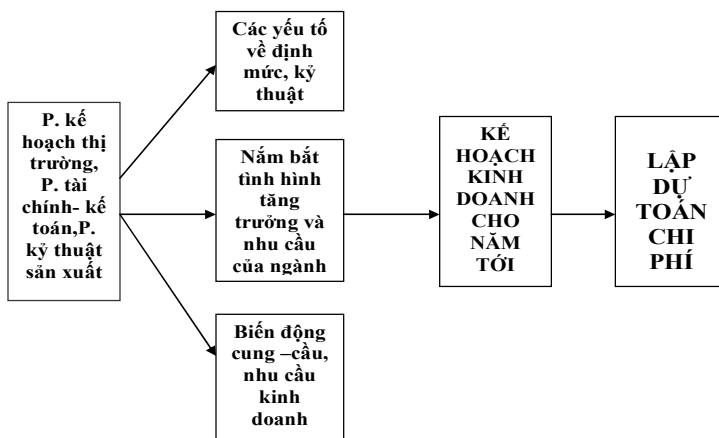 P. kế
hoạch thị
trường,
P. tài
chính- kế
toán,P.
kỷ thuật
sản xuất
Các yếu tố
về định
mức, kỷ
thuật
Nắm bắt
tình hình
tăng
trưởng và
nhu cầu
của ngành
Biến động
cung –cầu,
nhu cầu
kinh
doanh
KẾ
HOẠCH
KINH
DOANH
CHO
NĂM
TỚI
LẬP
DỰ
TOÁN
CHI
PHÍ